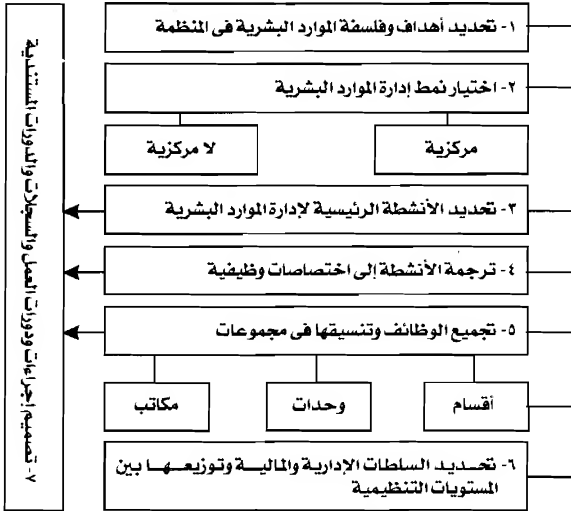 ١- تحديد أهداف وفلسفة الموارد البشرية فى المنظمة
٢- اختيار نمط إدارة الموارد البشرية
مركزية
لا مركزية
٣- تحديد الأنشطة الرئيسية لإدارة الموارد البشرية
٤- ترجمة الأنشطة إلى اختصاصات وظيفية
٥- تجميع الوظائف وتنسيقها فى مجموعات
أقسام
وحدات
مكاتب
٦- تحديد السلطات الإدارية والمالية وتوزيعها بين
المستويات التنظيمية
٧- تصميم إجراءات ودورات العمل والسجلات والدورات المستندية